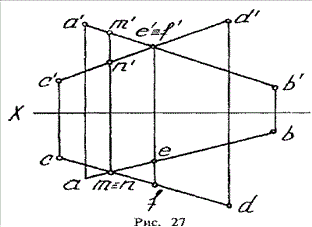 a' m' e'≡f' d"
c' n' b'
X
c e b
a m≡n f d
Рис. 27